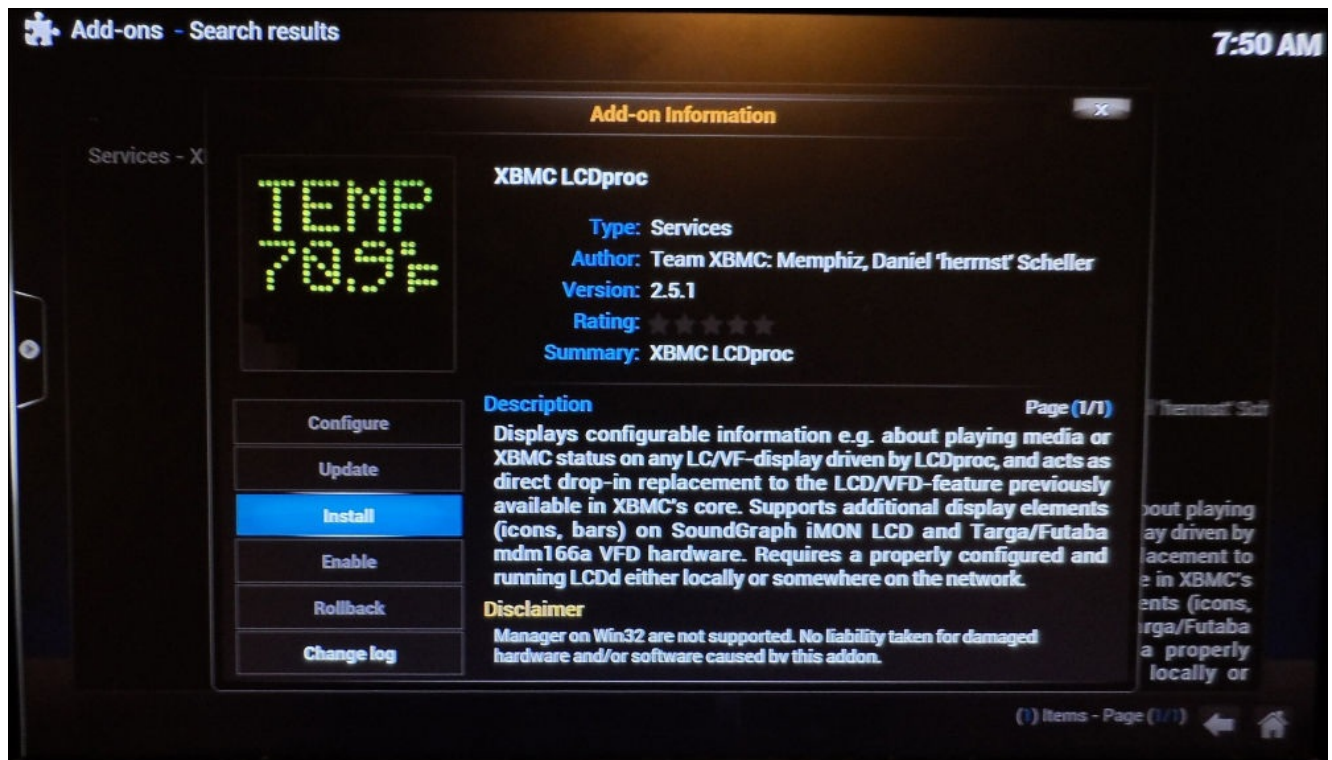 Add-ons - Search results
7:50 AM
Add-on Information
x
Services - X
TEMP
70.9°F
XBMC LCDproc
Type: Services
Author: Team XBMC: Memphiz, Daniel 'herrnst' Scheller
Version: 2.5.1
Rating:
Summary: XBMC LCDproc
Configure
Update
Install
Enable
Rollback
Change log
Description
Page (1/1)
Displays configurable information e.g. about playing media or
XBMC status on any LC/VF-display driven by LCDproc, and acts as
direct drop-in replacement to the LCD/VFD-feature previously
available in XBMC's core. Supports additional display elements
(icons, bars) on SoundGraph iMON LCD and Targa/Futaba
mdm166a VFD hardware. Requires a properly configured and
running LCDd either locally or somewhere on the network.
Disclaimer
Manager on Win32 are not supported. No liability taken for damaged
hardware and/or software caused by this addon.
'herrnst' Sch
out playing
ay driven by
lacement to
e in XBMC's
ents (icons,
rga/Futaba
a properly
locally or
(1) Items - Page (1/1)